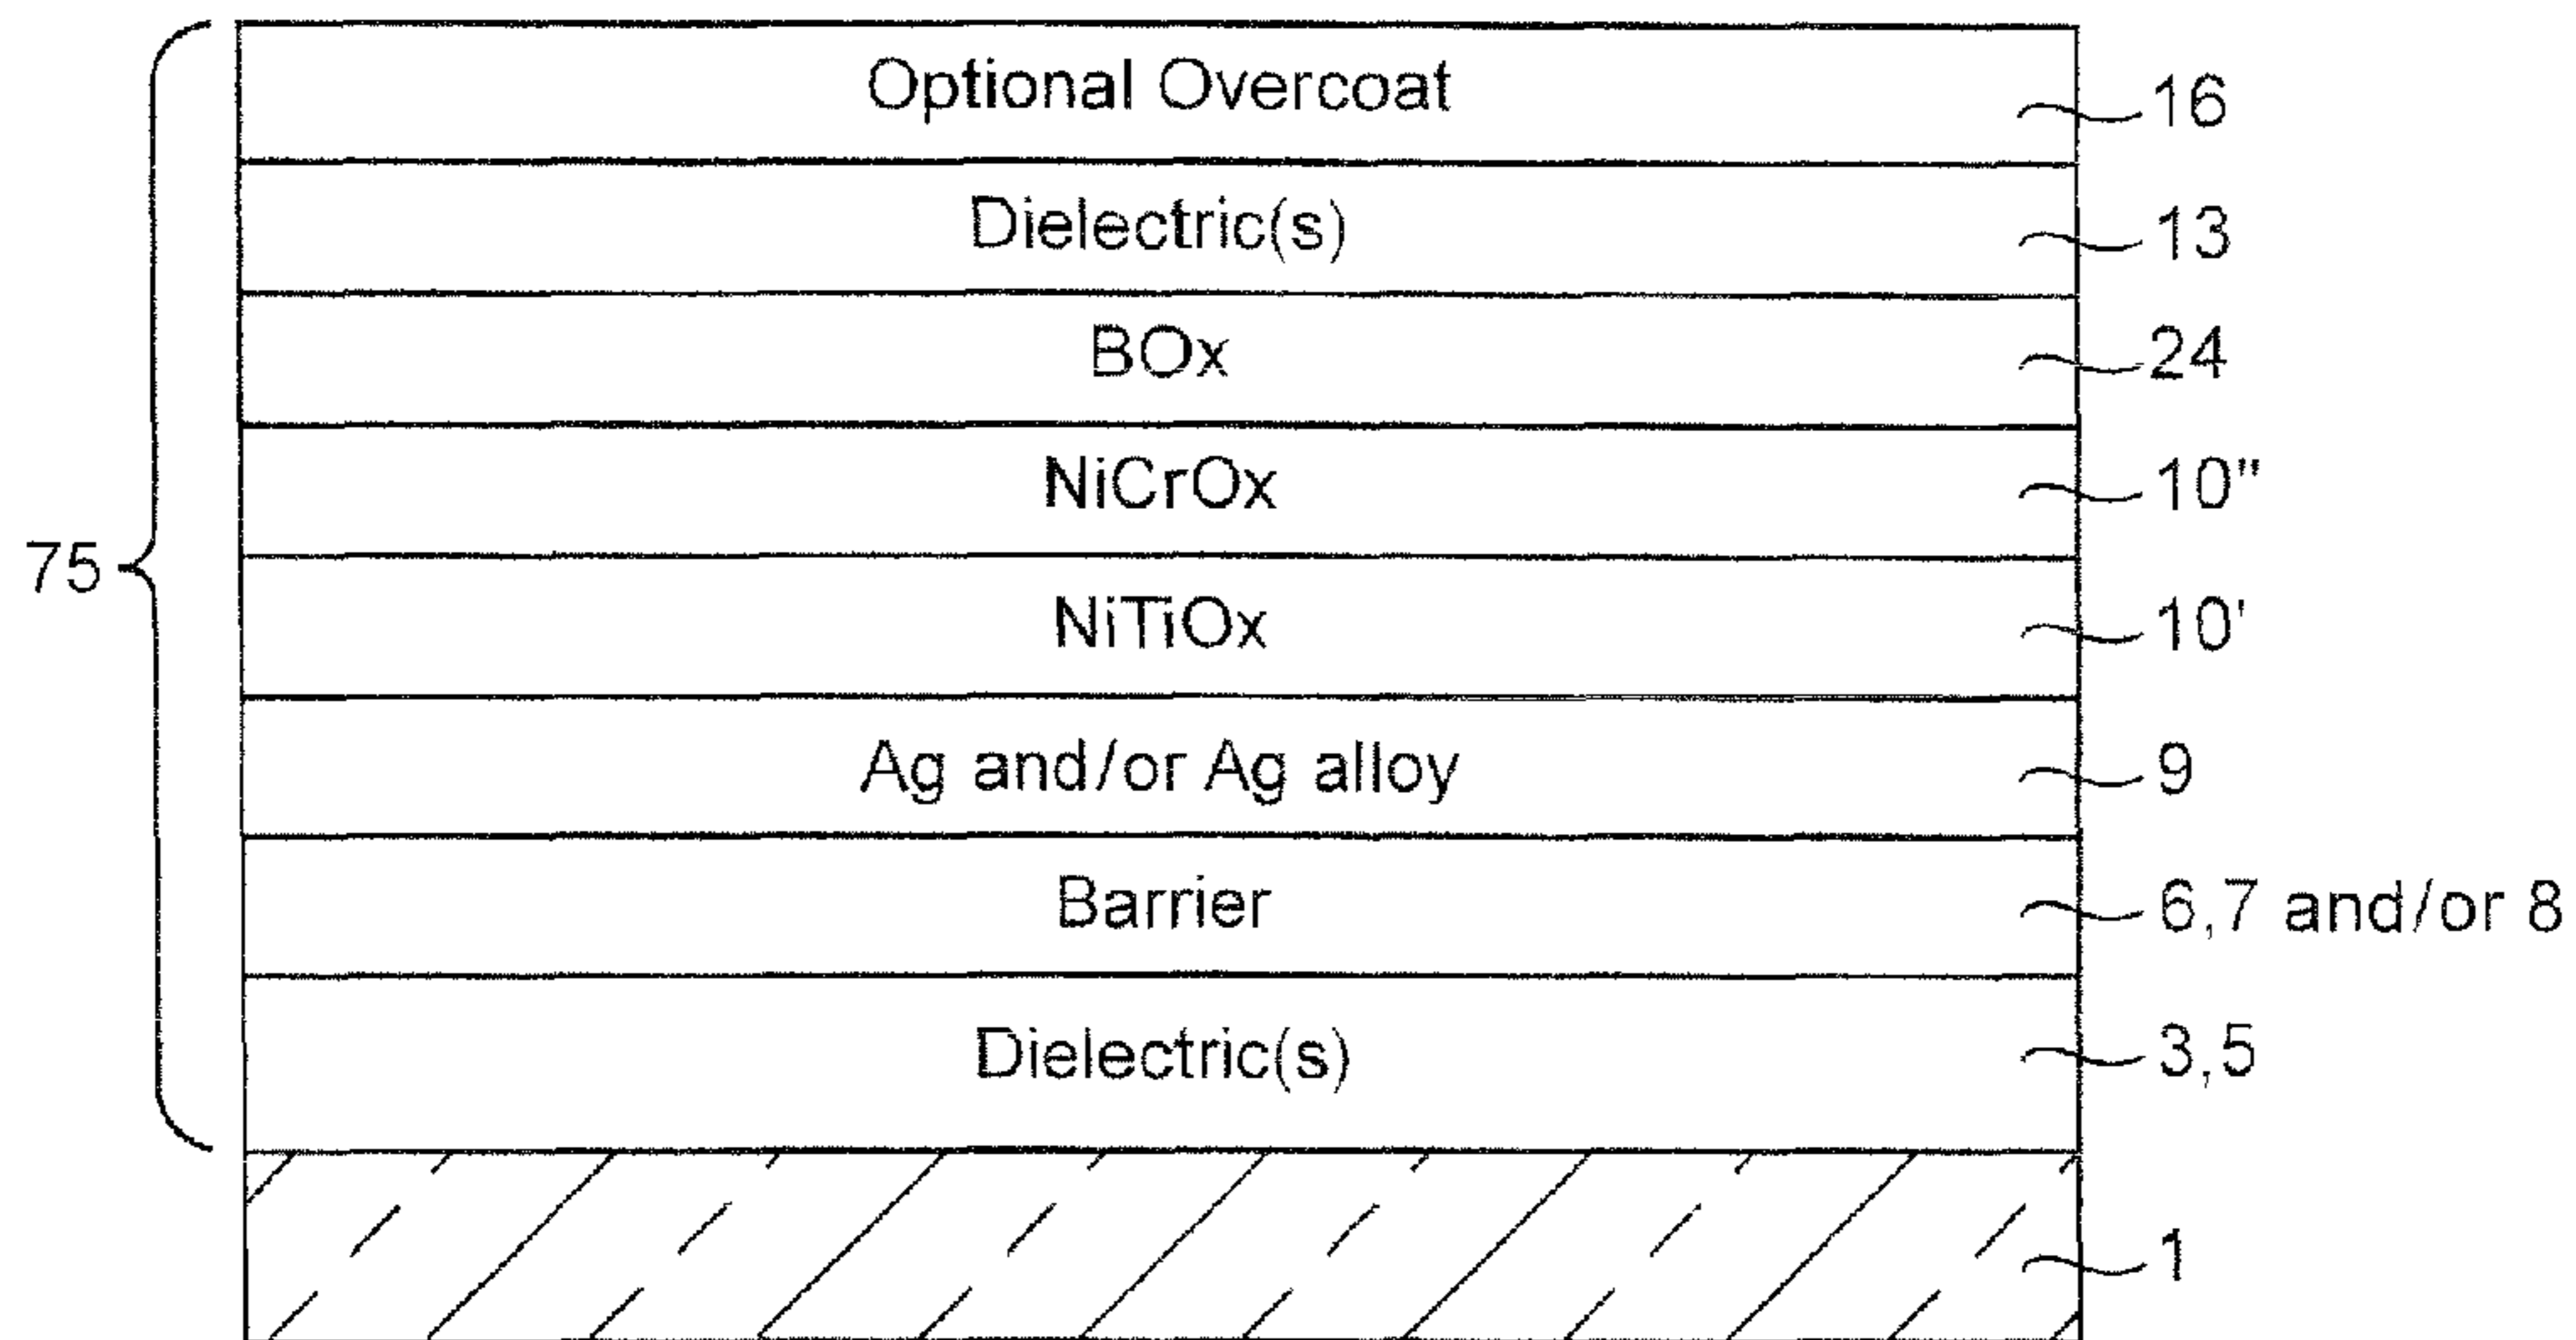 Optional Overcoat 16
Dielectric(s) 13
BOx 24
NiCrOx 10"
75
NiTiOx 10'
Ag and/or Ag alloy 9
Barrier 6,7 and/or 8
Dielectric(s) 3,5
1